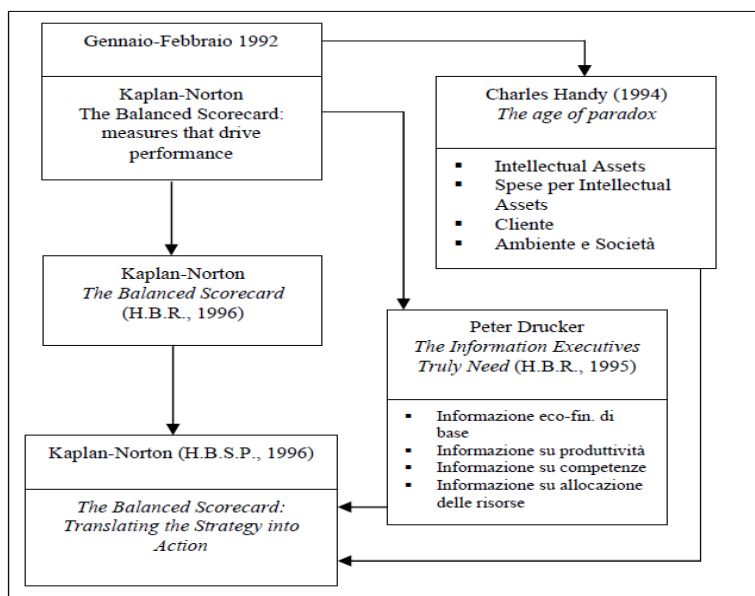 Gennaio-Febbraio 1992
Kaplan-Norton
The Balanced Scorecard:
measures that drive
performance
Charles Handy (1994)
The age of paradox
▪ Intellectual Assets
▪ Spese per Intellectual
Assets
▪ Cliente
▪ Ambiente e Società
Kaplan-Norton
The Balanced Scorecard
(H.B.R., 1996)
Peter Drucker
The Information Executives
Truly Need (H.B.R., 1995)
▪ Informazione eco-fin. di
base
▪ Informazione su produttività
▪ Informazione su competenze
▪ Informazione su allocazione
delle risorse
Kaplan-Norton (H.B.S.P., 1996)
The Balanced Scorecard:
Translating the Strategy into
Action